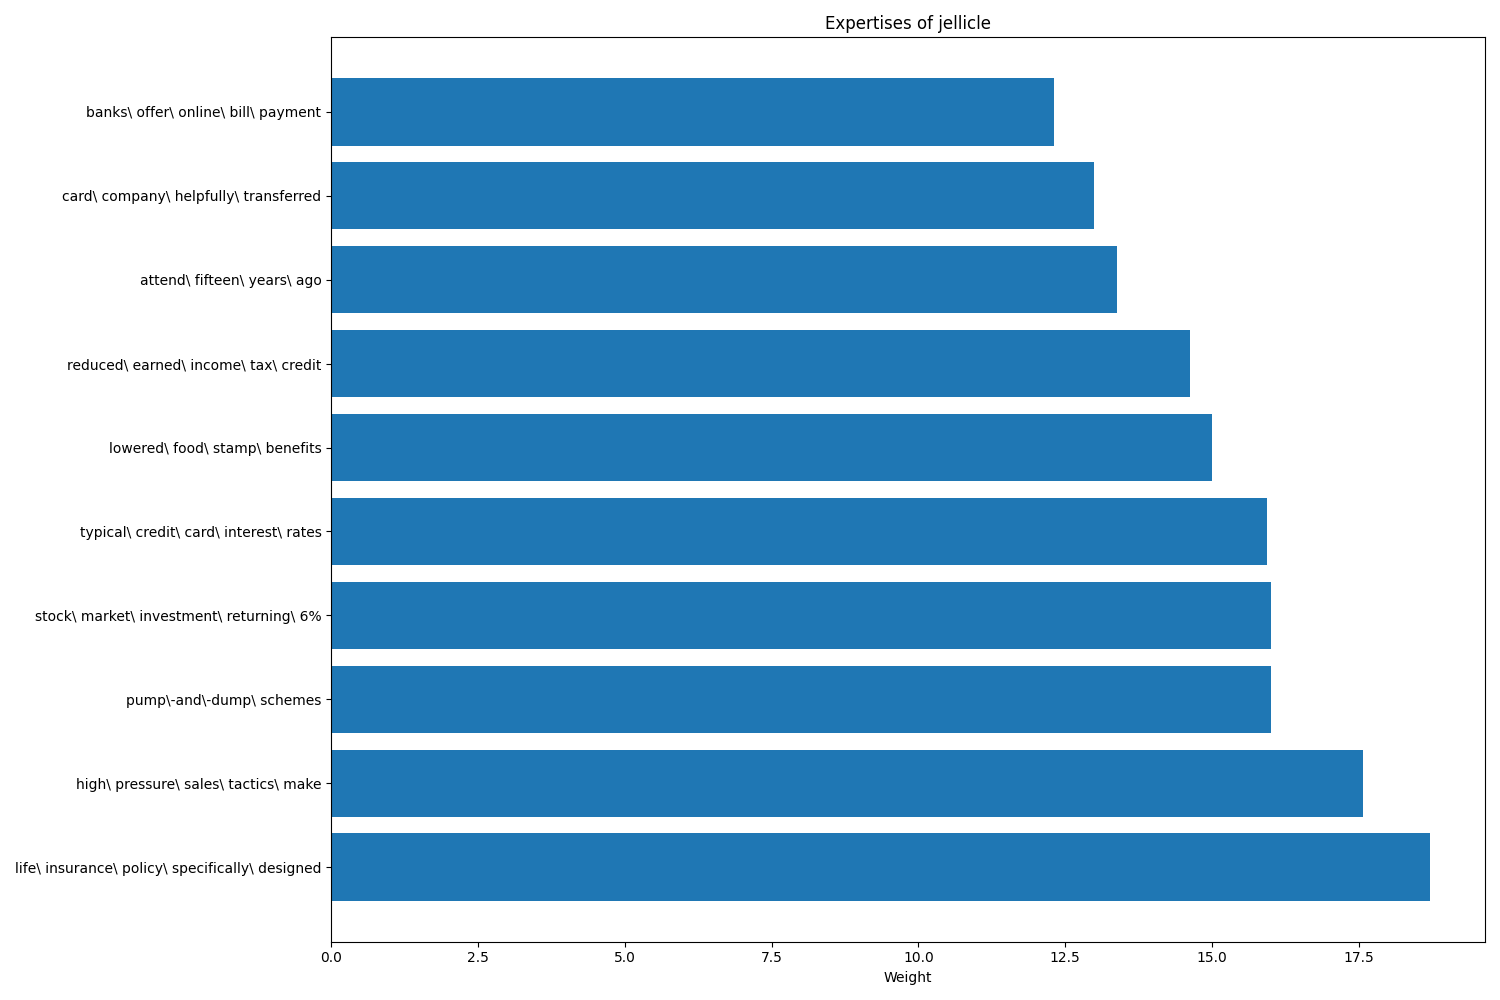 Expertises of jellicle
banks\ offer\ online\ bill\ payment
card\ company\ helpfully\ transferred
attend\ fifteen\ years\ ago
reduced\ earned\ income\ tax\ credit
lowered\ food\ stamp\ benefits
typical\ credit\ card\ interest\ rates
stock\ market\ investment\ returning\ 6%
pump\-and\-dump\ schemes
high\ pressure\ sales\ tactics\ make
life\ insurance\ policy\ specifically\ designed
0.0 2.5 5.0 7.5 10.0 12.5 15.0 17.5
Weight